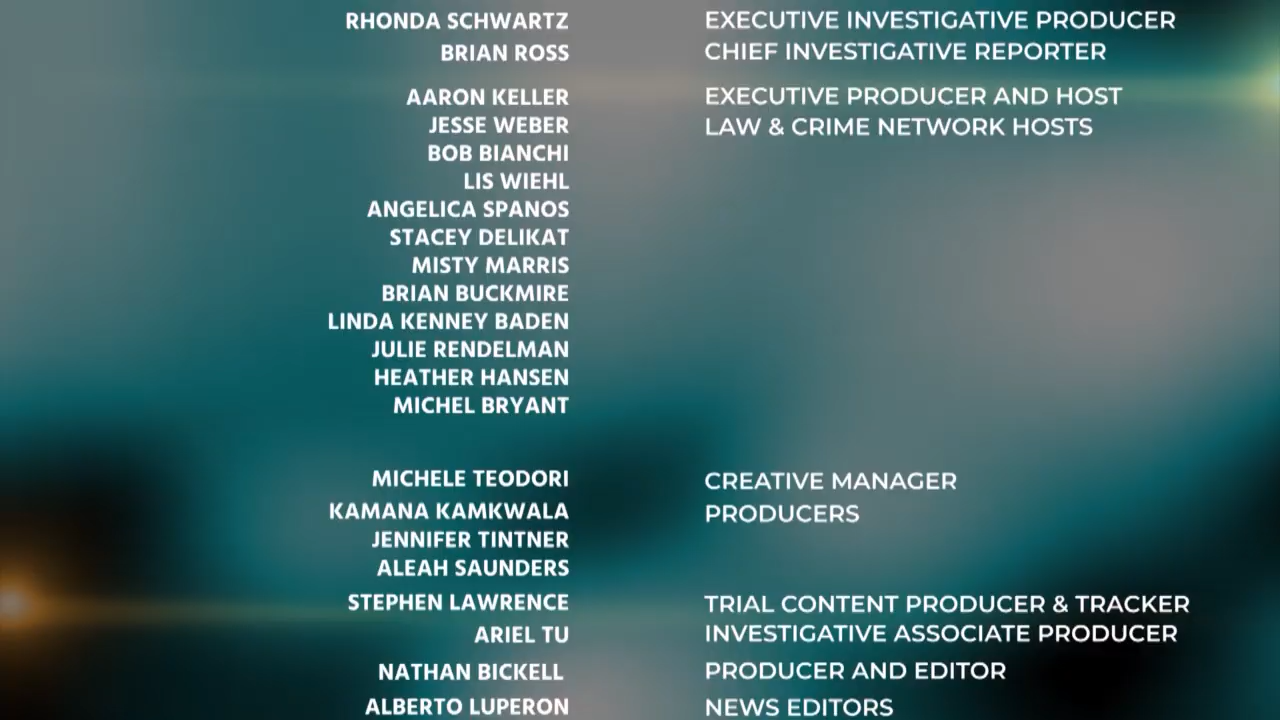 RHONDA SCHWARTZ EXECUTIVE INVESTIGATIVE PRODUCER
BRIAN ROSS CHIEF INVESTIGATIVE REPORTER
AARON KELLER EXECUTIVE PRODUCER AND HOST
JESSE WEBER LAW & CRIME NETWORK HOSTS
BOB BIANCHI
LIS WIEHL
ANGELICA SPANOS
STACEY DELIKAT
MISTY MARRIS
BRIAN BUCKMIRE
LINDA KENNEY BADEN
JULIE RENDELMAN
HEATHER HANSEN
MICHEL BRYANT
MICHELE TEODORI CREATIVE MANAGER
KAMANA KAMKWALA PRODUCERS
JENNIFER TINTNER
ALEAH SAUNDERS
STEPHEN LAWRENCE TRIAL CONTENT PRODUCER & TRACKER
ARIEL TU INVESTIGATIVE ASSOCIATE PRODUCER
NATHAN BICKELL PRODUCER AND EDITOR
ALBERTO LUPERON NEWS EDITORS